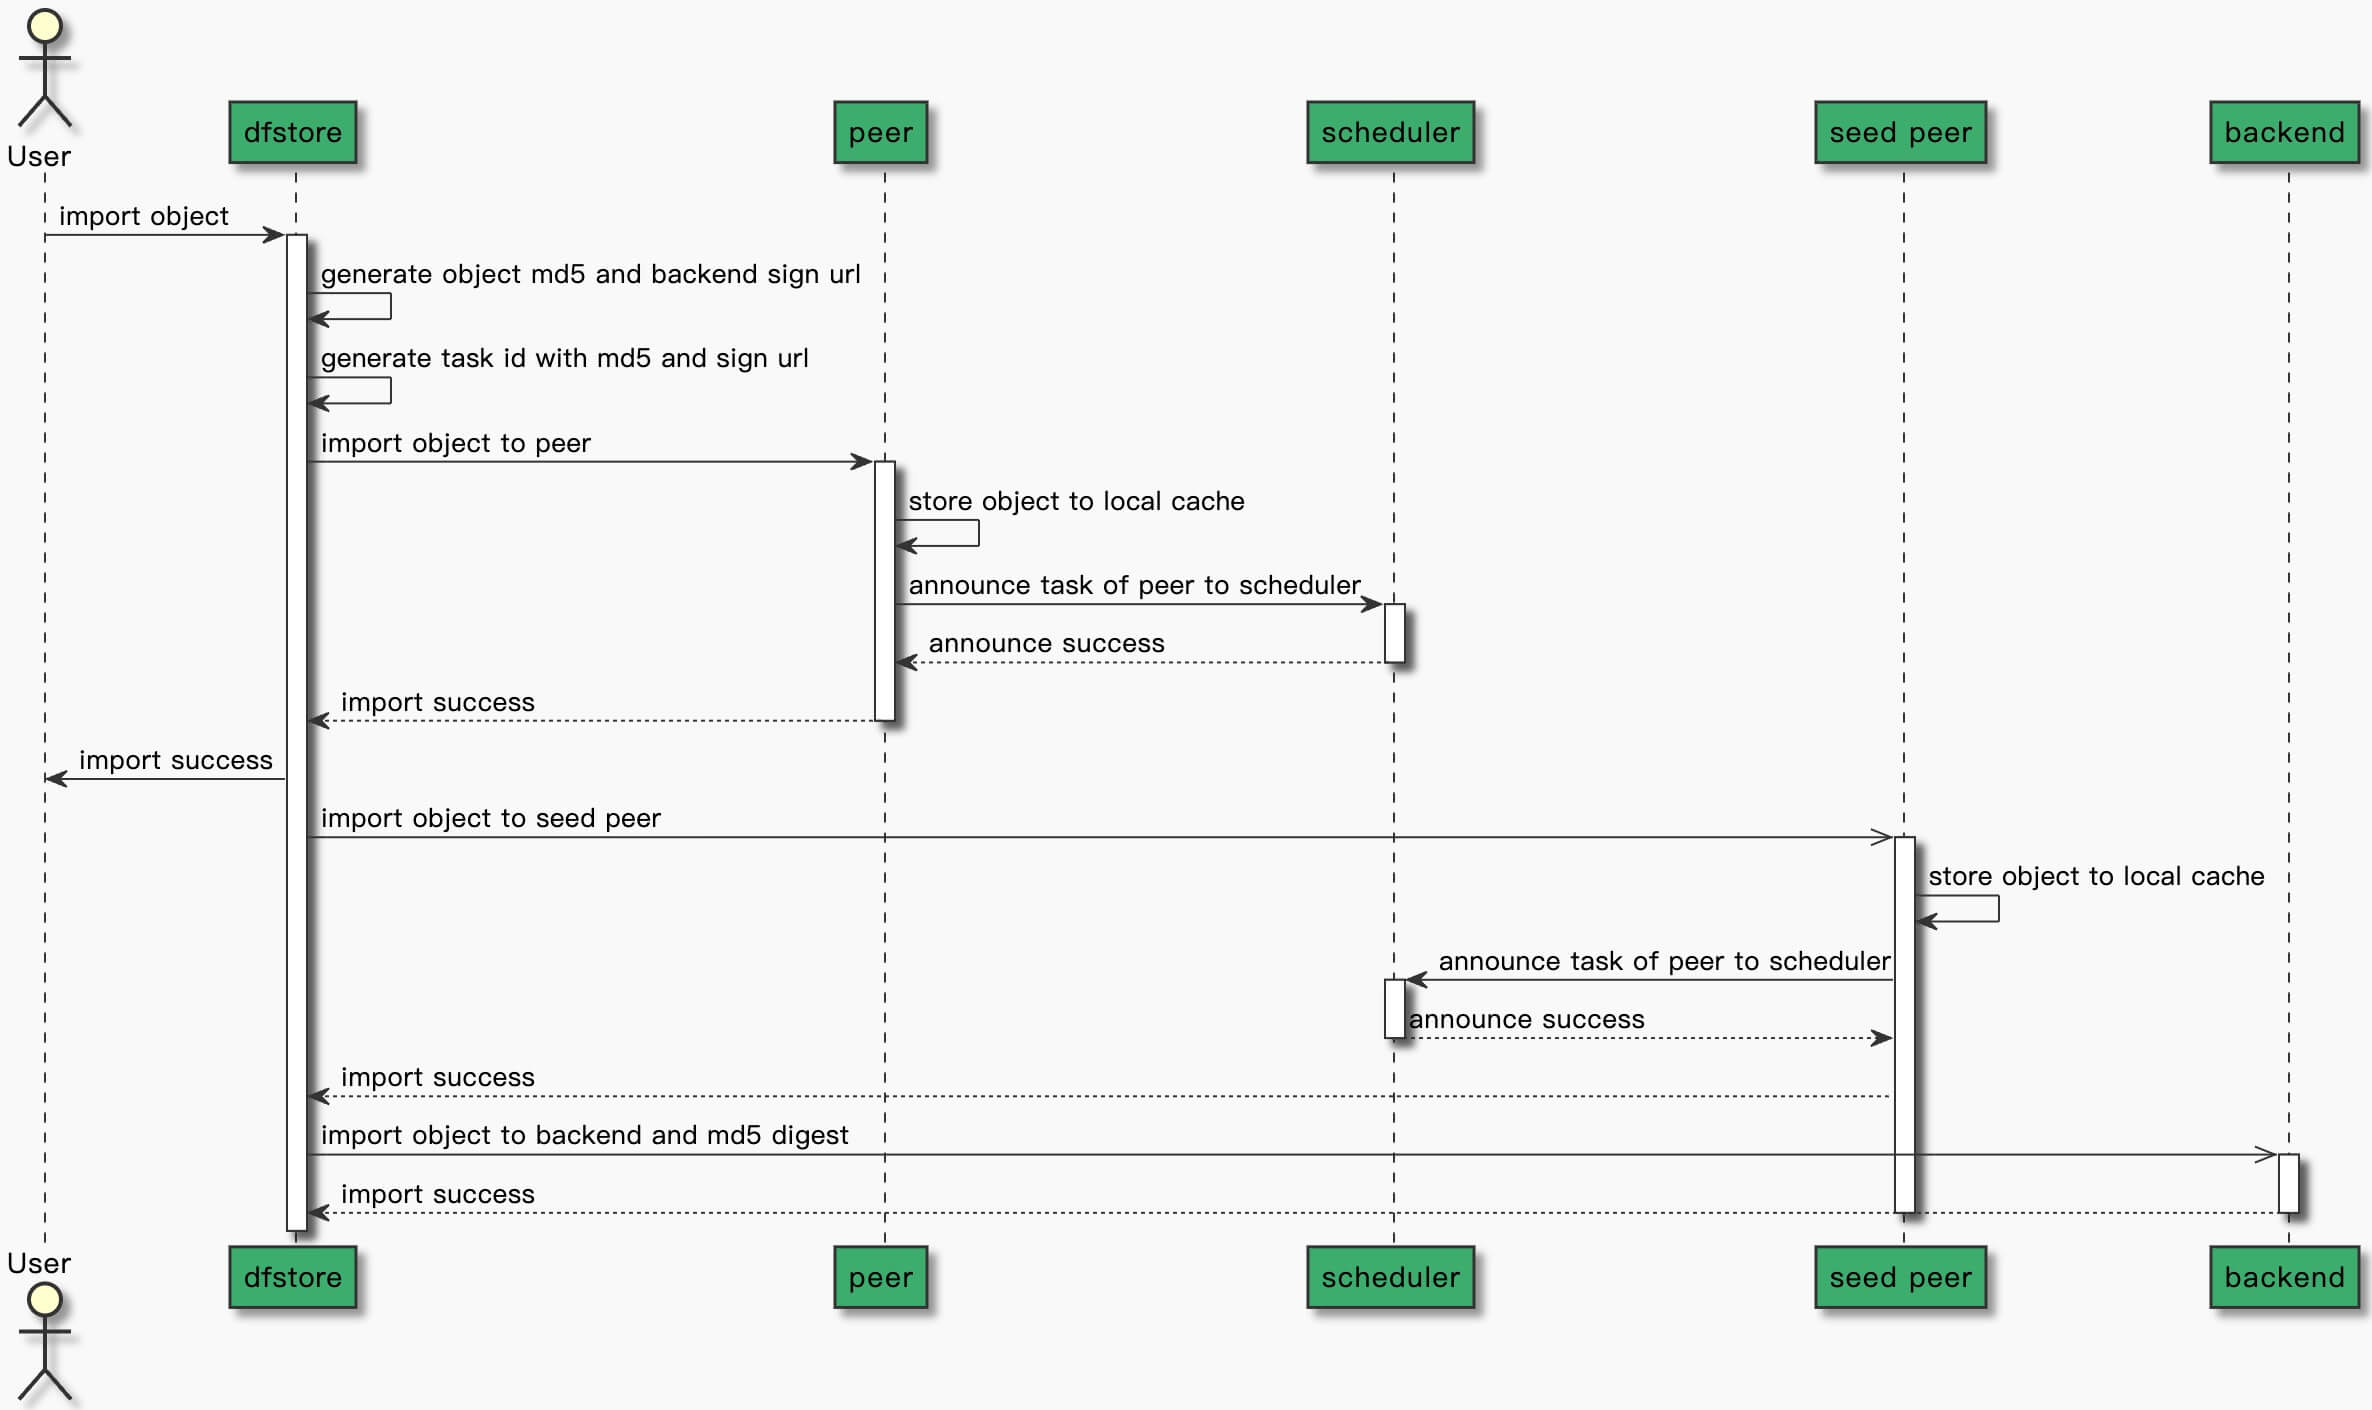 User
dfstore
peer
scheduler
seed peer
backend
import object
generate object md5 and backend sign url
generate task id with md5 and sign url
import object to peer
store object to local cache
announce task of peer to scheduler
announce success
import success
import success
import object to seed peer
store object to local cache
announce task of peer to scheduler
announce success
import success
import object to backend and md5 digest
import success
User
dfstore
peer
scheduler
seed peer
backend